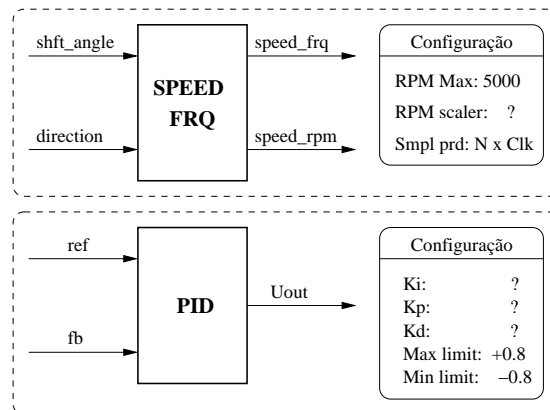 shft_angle
direction
SPEED
FRQ
speed_frq
speed_rpm
Configuração
RPM Max: 5000
RPM scaler: ?
Smpl prd: N x Clk
ref
fb
PID
Uout
Configuração
Ki: ?
Kp: ?
Kd: ?
Max limit: +0.8
Min limit: −0.8